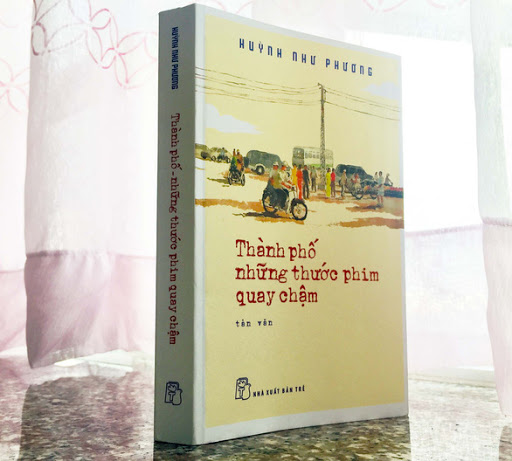 HUỲNH NHƯ PHƯƠNG
Thành phố - những thước phim quay chậm
HUỲNH NHƯ PHƯƠNG
Thành phố
những thước phim
quay chậm
tản văn
NHÀ XUẤT BẢN TRẺ